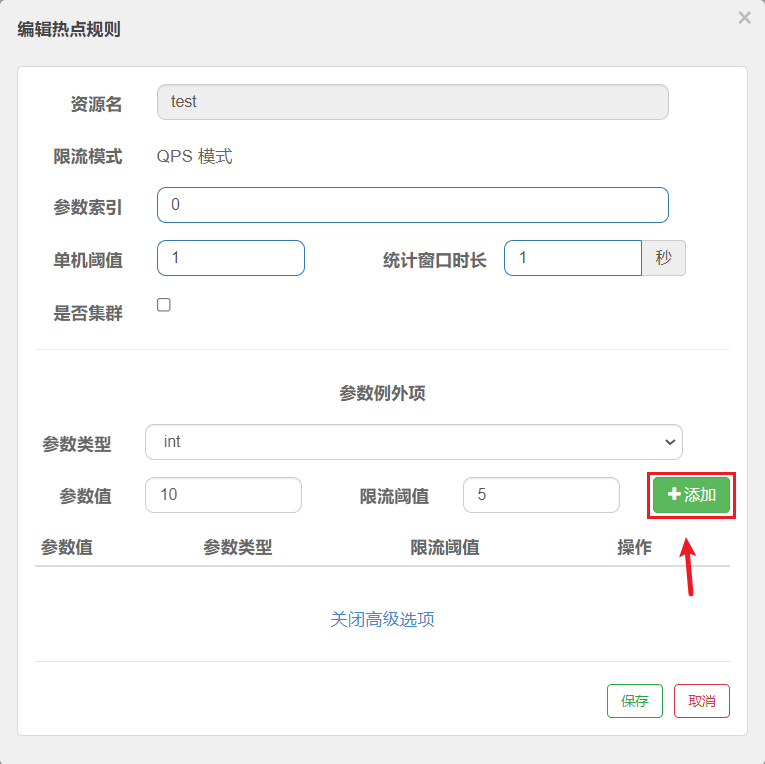 编辑热点规则 ×
资源名 test
限流模式 QPS 模式
参数索引 0
单机阈值 1 统计窗口时长 1 秒
是否集群
参数例外项
参数类型 int
参数值 10 限流阈值 5 +添加
参数值 参数类型 限流阈值 操作
关闭高级选项
保存 取消